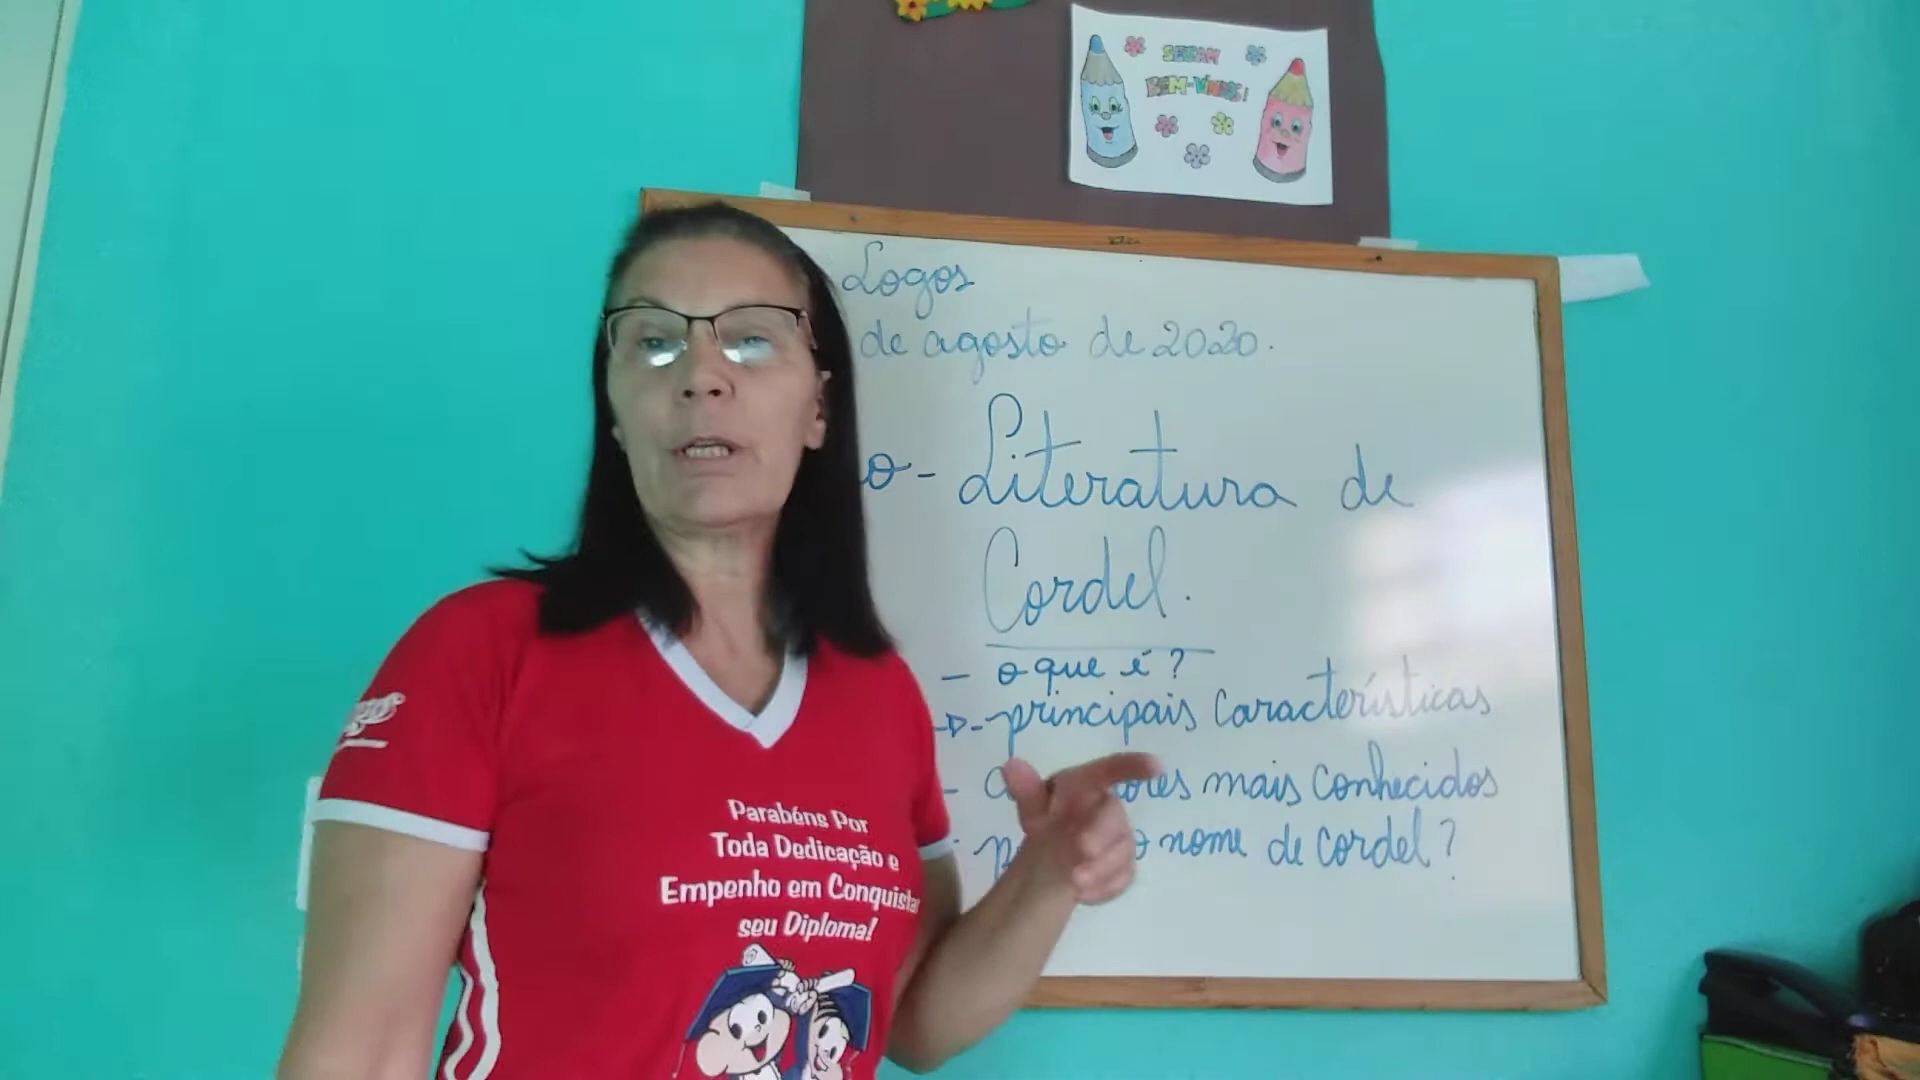 SEJAM
BEM-VINDOS!
Logos
de agosto de 2020.
o - Literatura de
Cordel.
- o que é?
- principais características
mais conhecidos
o nome de cordel?
Parabéns Por
Toda Dedicação e
Empenho em Conquistar
seu Diploma!